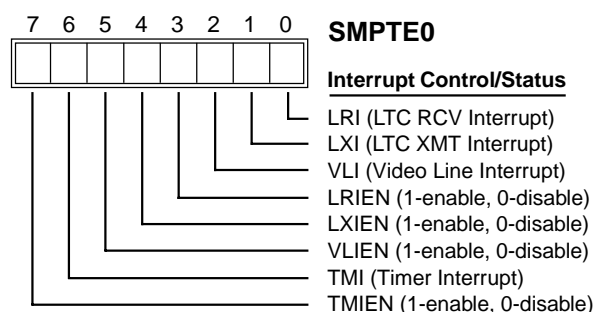 7 6 5 4 3 2 1 0
SMPTE0
Interrupt Control/Status
LRI (LTC RCV Interrupt)
LXI (LTC XMT Interrupt)
VLI (Video Line Interrupt)
LRIEN (1-enable, 0-disable)
LXIEN (1-enable, 0-disable)
VLIEN (1-enable, 0-disable)
TMI (Timer Interrupt)
TMIEN (1-enable, 0-disable)